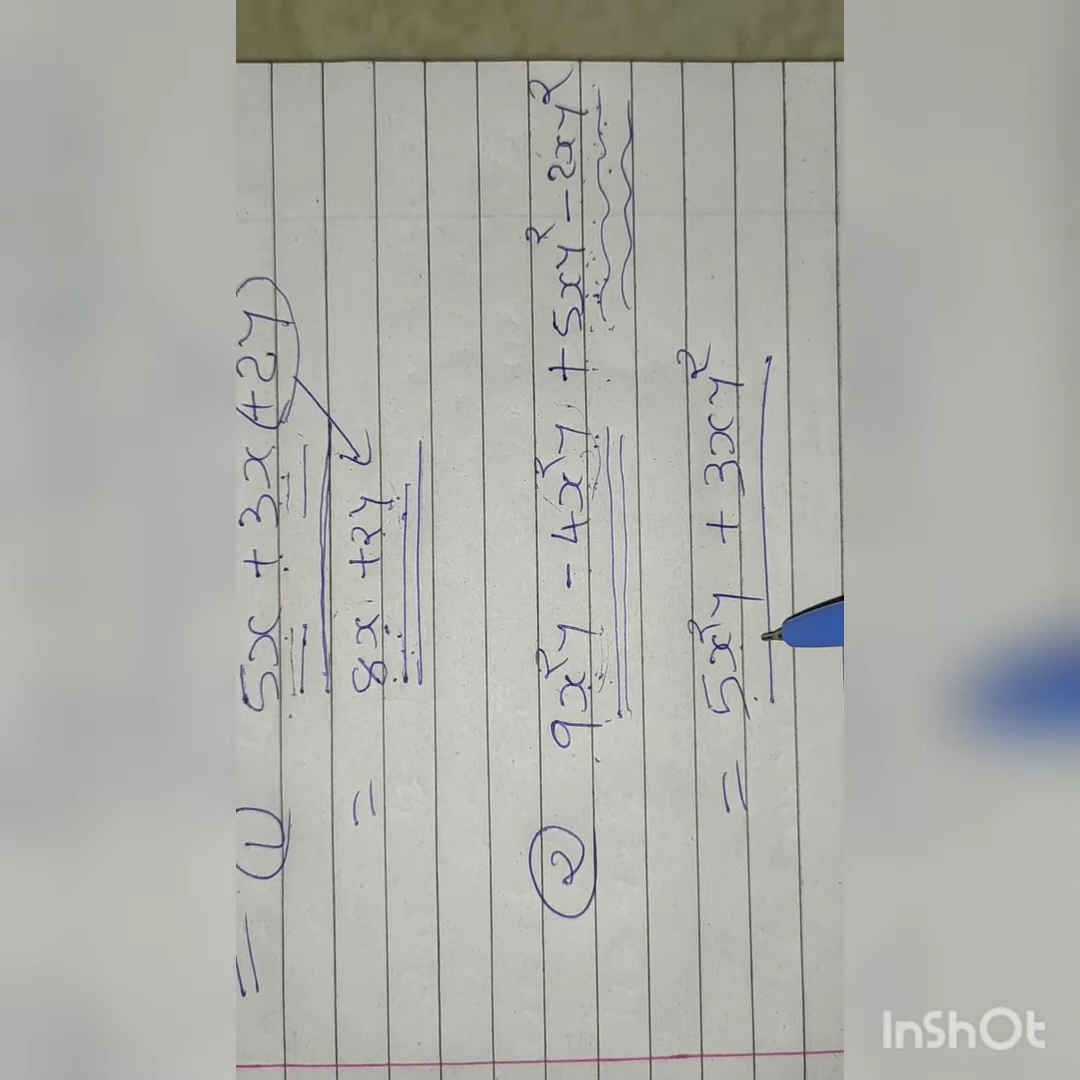 ① 5x + 3x (+2y)
= 8x +2y
② 9x²y - 4x²y + 5xy² - 2xy²
= 5x²y + 3xy²
InShOt